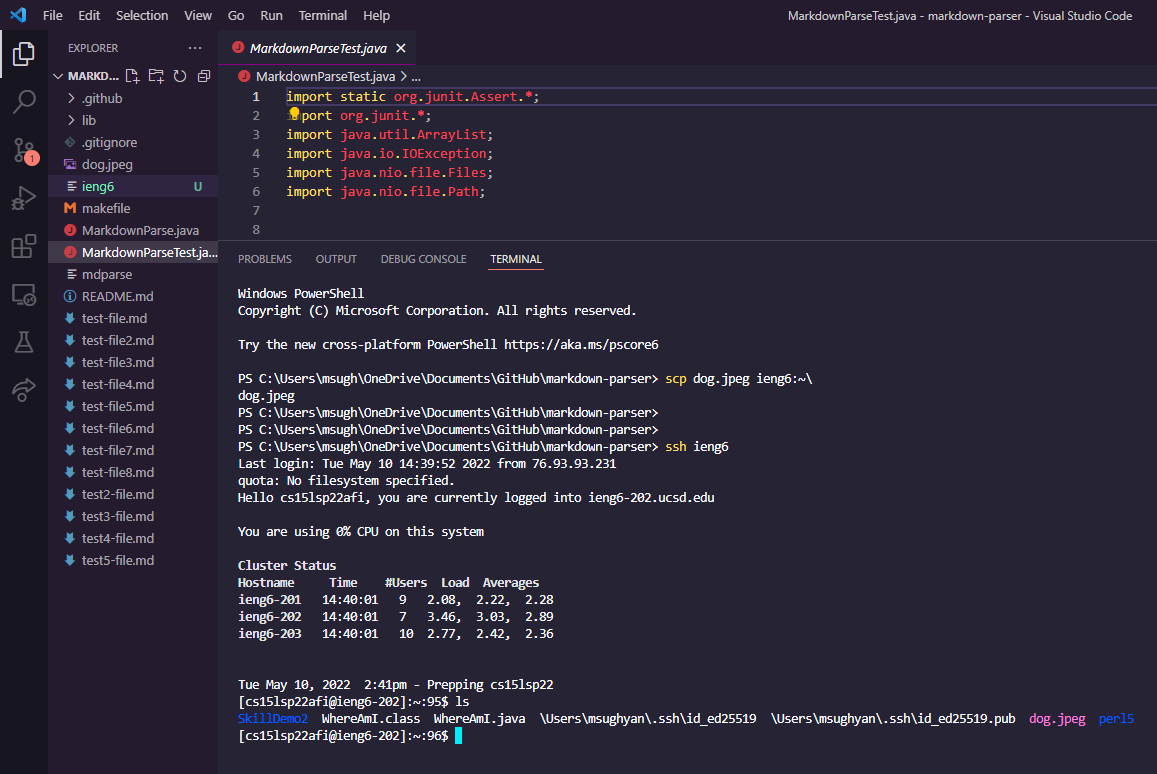 File Edit Selection View Go Run Terminal Help MarkdownParseTest.java - markdown-parser - Visual Studio Code
EXPLORER ...
MARKD...
.github
lib
.gitignore
dog.jpeg
ieng6 U
makefile
MarkdownParse.java
MarkdownParseTest.ja...
mdparse
README.md
test-file.md
test-file2.md
test-file3.md
test-file4.md
test-file5.md
test-file6.md
test-file7.md
test-file8.md
test2-file.md
test3-file.md
test4-file.md
test5-file.md
1
MarkdownParseTest.java
MarkdownParseTest.java > ...
1 import static org.junit.Assert.*;
2 import org.junit.*;
3 import java.util.ArrayList;
4 import java.io.IOException;
5 import java.nio.file.Files;
6 import java.nio.file.Path;
7
8
PROBLEMS OUTPUT DEBUG CONSOLE TERMINAL
Windows PowerShell
Copyright (C) Microsoft Corporation. All rights reserved.
Try the new cross-platform PowerShell https://aka.ms/pscore6
PS C:\Users\msugh\OneDrive\Documents\GitHub\markdown-parser> scp dog.jpeg ieng6:~\
dog.jpeg
PS C:\Users\msugh\OneDrive\Documents\GitHub\markdown-parser>
PS C:\Users\msugh\OneDrive\Documents\GitHub\markdown-parser>
PS C:\Users\msugh\OneDrive\Documents\GitHub\markdown-parser> ssh ieng6
Last login: Tue May 10 14:39:52 2022 from 76.93.93.231
quota: No filesystem specified.
Hello cs15lsp22afi, you are currently logged into ieng6-202.ucsd.edu
You are using 0% CPU on this system
Cluster Status
Hostname Time #Users Load Averages
ieng6-201 14:40:01 9 2.08, 2.22, 2.28
ieng6-202 14:40:01 7 3.46, 3.03, 2.89
ieng6-203 14:40:01 10 2.77, 2.42, 2.36
Tue May 10, 2022 2:41pm - Prepping cs15lsp22
[cs15lsp22afi@ieng6-202]:~:95$ ls
SkillDemo2 WhereAmI.class WhereAmI.java \Users\msughyan\.ssh\id_ed25519 \Users\msughyan\.ssh\id_ed25519.pub dog.jpeg perl5
[cs15lsp22afi@ieng6-202]:~:96$